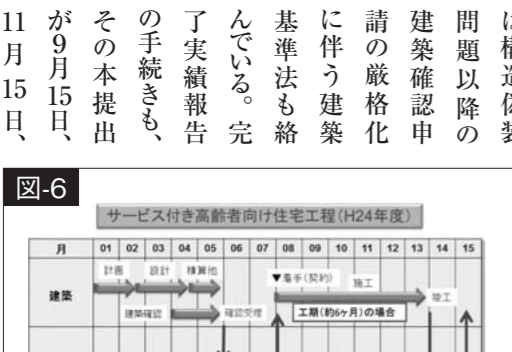 は構造偽装
問題以降の
建築確認申
請の厳格化
に伴う建築
基準法も絡
んでいる。完
了実績報告
の手続きも、
その本提出
が9月15日、
11月15日、
図-6
サービス付き高齢者向け住宅工程(H24年度)
月 01 02 03 04 05 06 07 08 09 10 11 12 13 14 15
計画 設計 積算他 ▼着手(契約) 施工
建築 竣工
建築確認 確認受理 工期(約6ヶ月)の場合